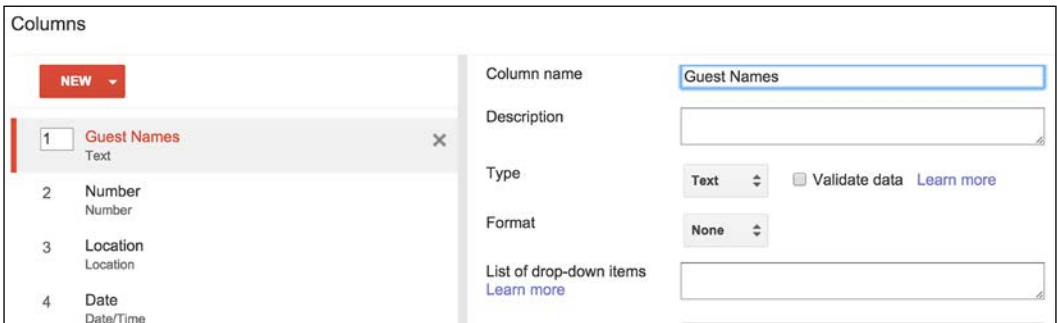 Columns
NEW
1 Guest Names
Text
2 Number
Number
3 Location
Location
4 Date
Date/Time
Column name Guest Names
Description
Type Text Validate data Learn more
Format None
List of drop-down items
Learn more